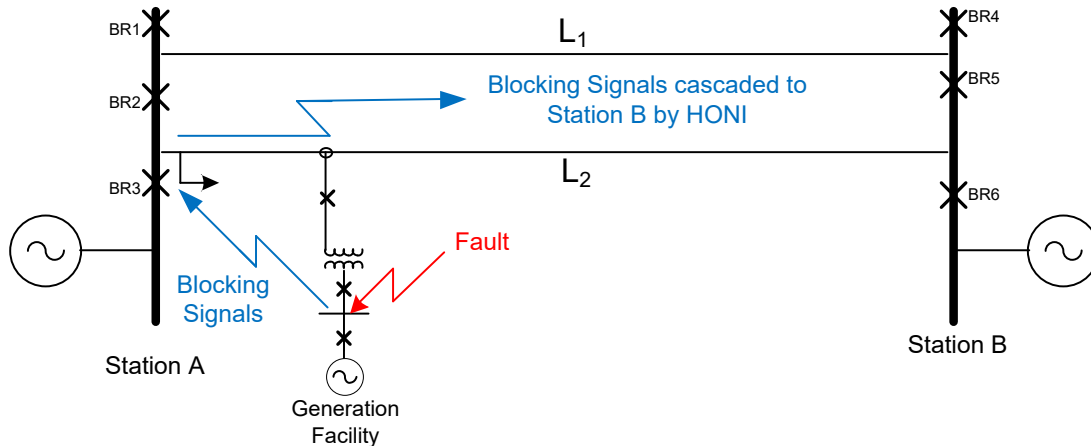 BR1
L1
BR4
BR2
Blocking Signals cascaded to
Station B by HONI
BR5
BR3
L2
BR6
Fault
Blocking
Signals
Station A
Station B
Generation
Facility